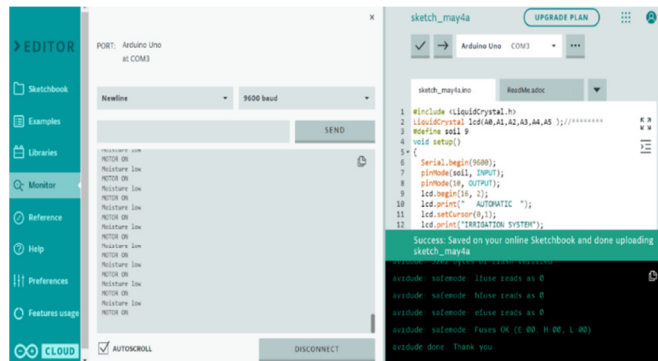 EDITOR
Sketchbook
Examples
Libraries
Monitor
Reference
Help
Preferences
Features usage
CLOUD
x
PORT: Arduino Uno
at COM3
Newline
9600 baud
SEND
Moisture low
MOTOR ON
Moisture low
MOTOR ON
Moisture low
MOTOR ON
Moisture low
MOTOR ON
Moisture low
MOTOR ON
Moisture low
MOTOR ON
Moisture low
MOTOR ON
Moisture low
MOTOR ON
Moisture low
MOTOR ON
AUTOSCROLL
DISCONNECT
sketch_may4a
UPGRADE PLAN
Arduino Uno COM3
sketch_may4a.ino
ReadMe.adoc
1 #include <LiquidCrystal.h>
2 LiquidCrystal lcd(A0,A1,A2,A3,A4,A5 );//********
3 #define soil 9
4 void setup()
5 {
6 Serial.begin(9600);
7 pinMode(soil, INPUT);
8 pinMode(10, OUTPUT);
9 lcd.begin(16, 2);
10 lcd.print("  AUTOMATIC  ");
11 lcd.setCursor(0,1);
12 lcd.print("IRRIGATION SYSTEM");
Success: Saved on your online Sketchbook and done uploading
sketch_may4a
avrdude: safemode: lfuse reads as 0
avrdude: safemode: hfuse reads as 0
avrdude: safemode: efuse reads as 0
avrdude: safemode: Fuses OK (E:00, H:00, L:00)
avrdude done. Thank you.